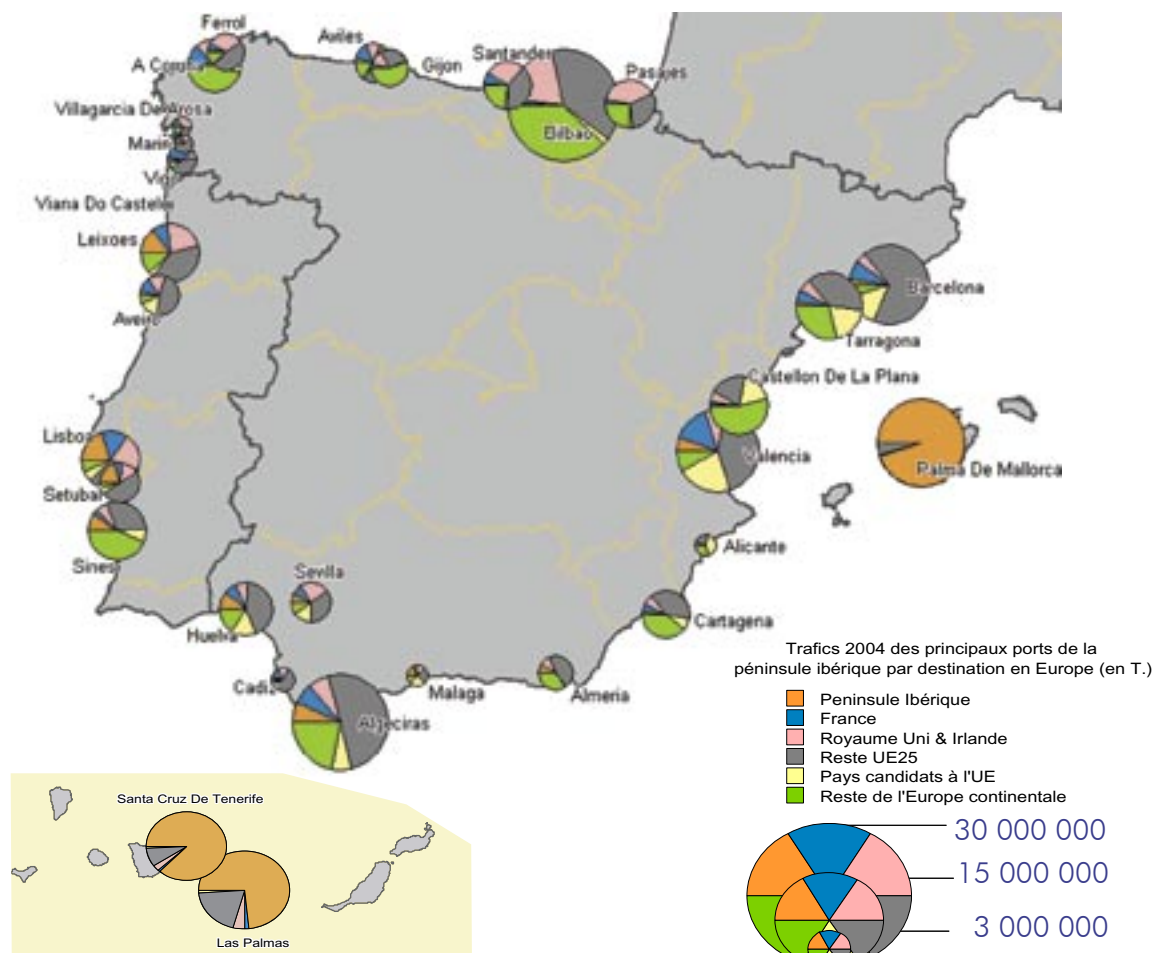 Ferrol
Aviles
A Coruña
Gijon
Santander
Pasajes
Bilbao
Villagarcia De Arosa
Marin
Vigo
Viana Do Castelo
Leixoes
Aveiro
Barcelona
Tarragona
Castellon De La Plana
Lisboa
Valencia
Palma De Mallorca
Setubal
Sines
Alicante
Sevilla
Huelva
Cartagena
Cadiz
Malaga
Almeria
Algeciras
Trafics 2004 des principaux ports de la
péninsule ibérique par destination en Europe (en T.)
Peninsule Ibérique
France
Royaume Uni & Irlande
Reste UE25
Pays candidats à l'UE
Reste de l'Europe continentale
30 000 000
15 000 000
3 000 000
Santa Cruz De Tenerife
Las Palmas